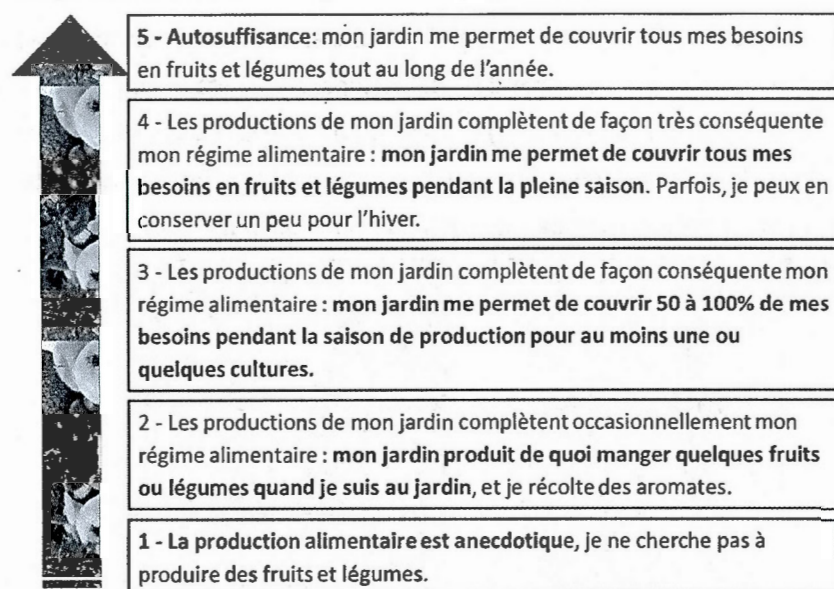 5 - Autosuffisance: mon jardin me permet de couvrir tous mes besoins
en fruits et légumes tout au long de l'année.
4 - Les productions de mon jardin complètent de façon très conséquente
mon régime alimentaire : mon jardin me permet de couvrir tous mes
besoins en fruits et légumes pendant la pleine saison. Parfois, je peux en
conserver un peu pour l'hiver.
3 - Les productions de mon jardin complètent de façon conséquente mon
régime alimentaire : mon jardin me permet de couvrir 50 à 100% de mes
besoins pendant la saison de production pour au moins une ou
quelques cultures.
2 - Les productions de mon jardin complètent occasionnellement mon
régime alimentaire : mon jardin produit de quoi manger quelques fruits
ou légumes quand je suis au jardin, et je récolte des aromates.
1 - La production alimentaire est anecdotique, je ne cherche pas à
produire des fruits et légumes.